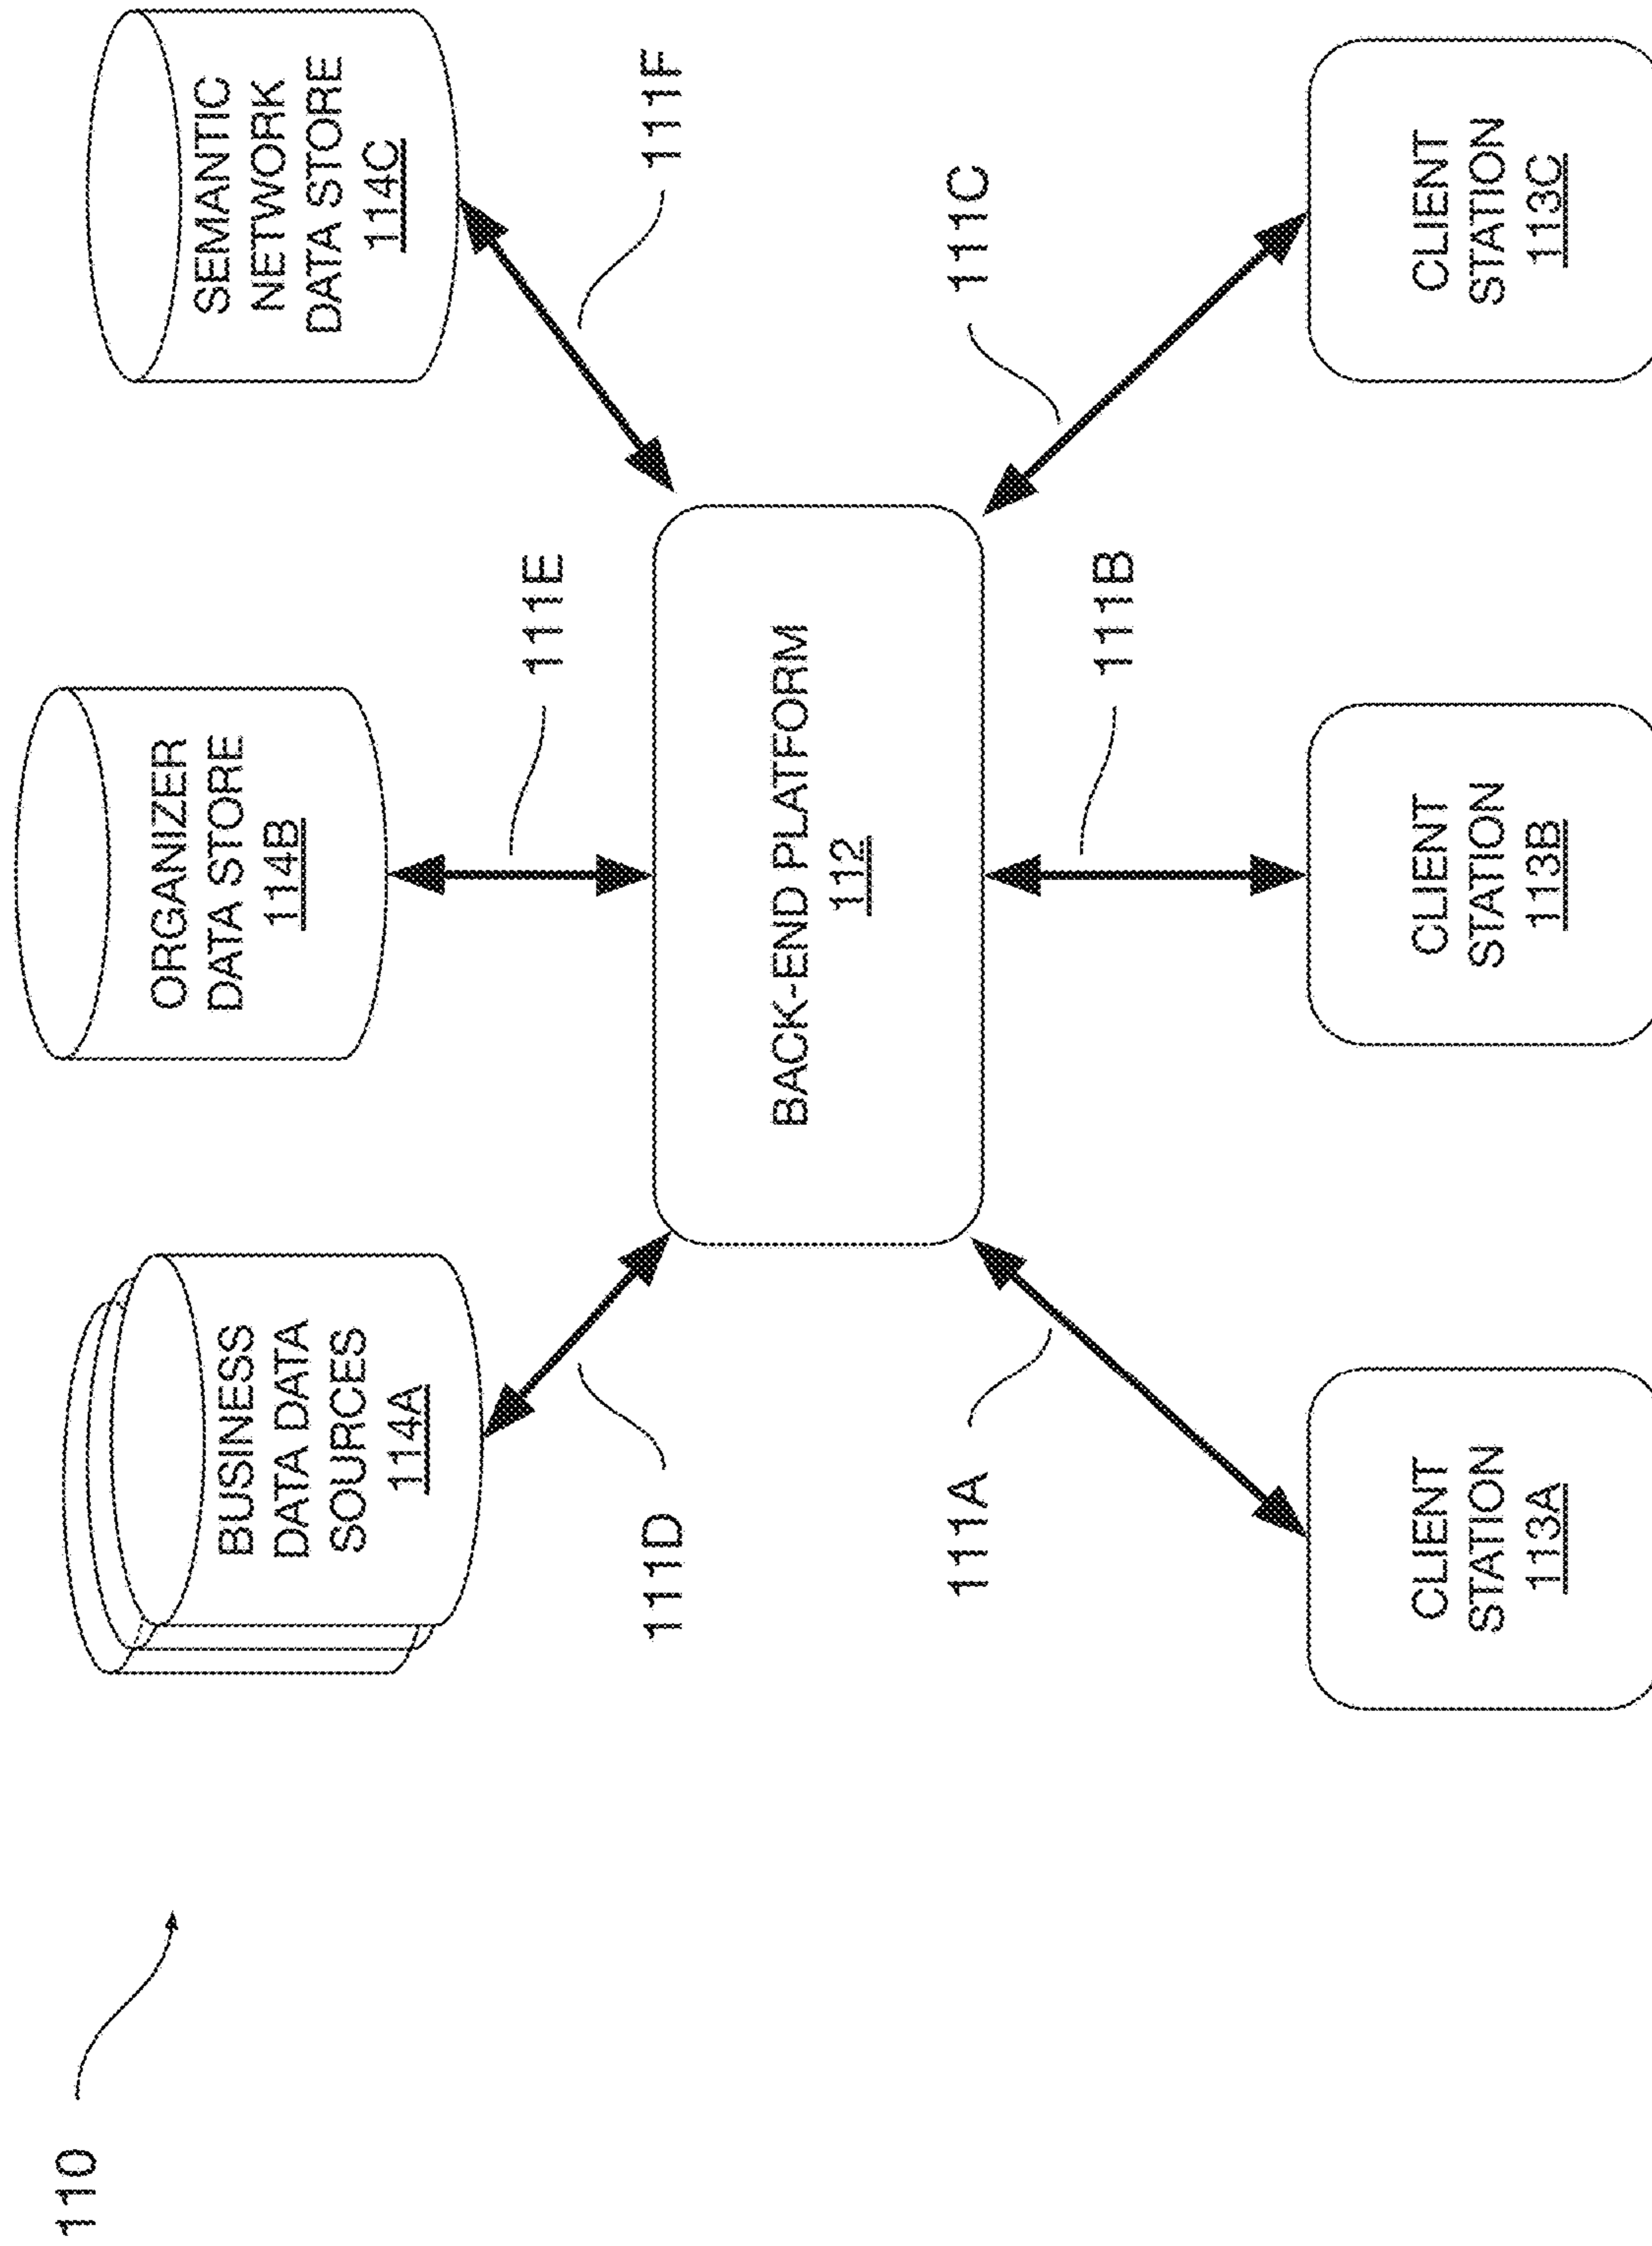 110
BUSINESS
DATA DATA
SOURCES
114A
ORGANIZER
DATA STORE
114B
SEMANTIC
NETWORK
DATA STORE
114C
111D
111E
111F
BACK-END PLATFORM
112
111A
111B
111C
CLIENT
STATION
113A
CLIENT
STATION
113B
CLIENT
STATION
113C